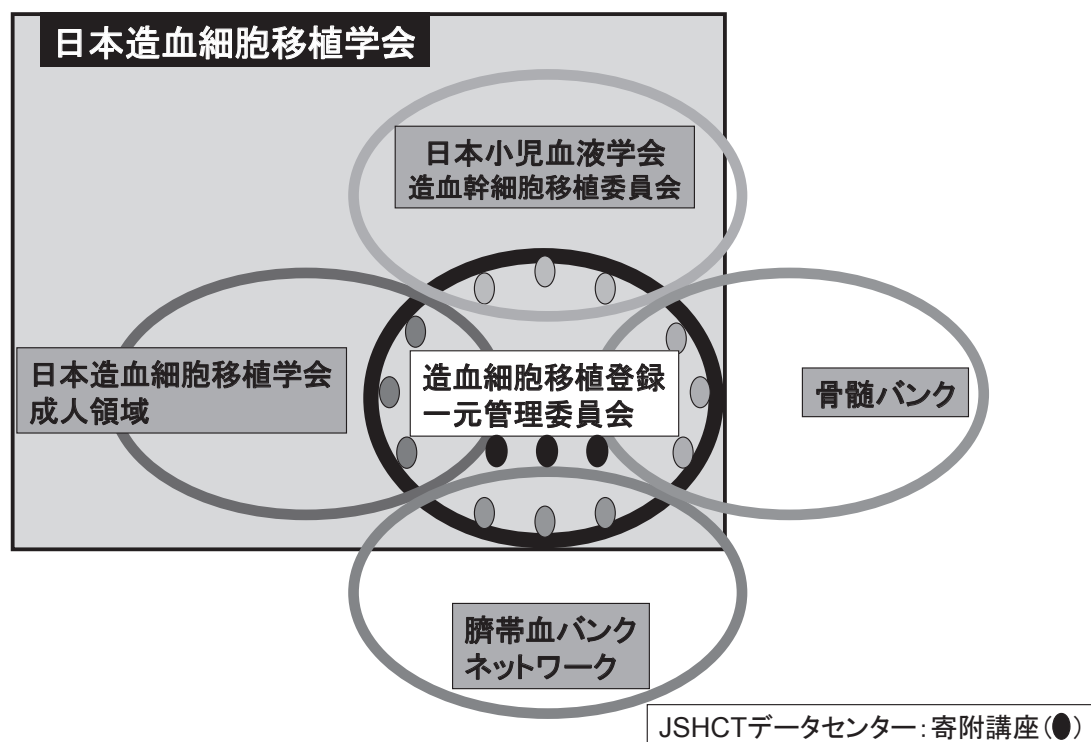 日本造血細胞移植学会
日本小児血液学会
造血幹細胞移植委員会
日本造血細胞移植学会
成人領域
造血細胞移植登録
一元管理委員会
骨髄バンク
臍帯血バンク
ネットワーク
JSHCTデータセンター：寄附講座(●)